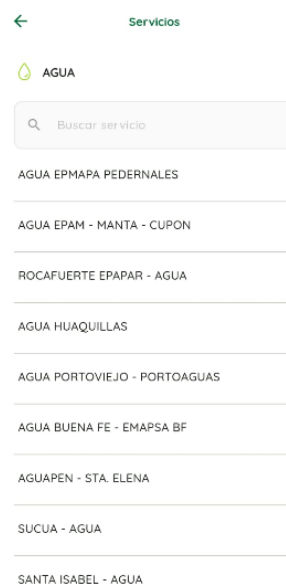 Servicios
AGUA
Buscar servicio
AGUA EPMAPA PEDERNALES
AGUA EPAM - MANTA - CUPON
ROCAFUERTE EPAPAR - AGUA
AGUA HUAQUILLAS
AGUA PORTOVIEJO - PORTOAGUAS
AGUA BUENA FE - EMAPSA BF
AGUAPEN - STA. ELENA
SUCUA - AGUA
SANTA ISABEL - AGUA